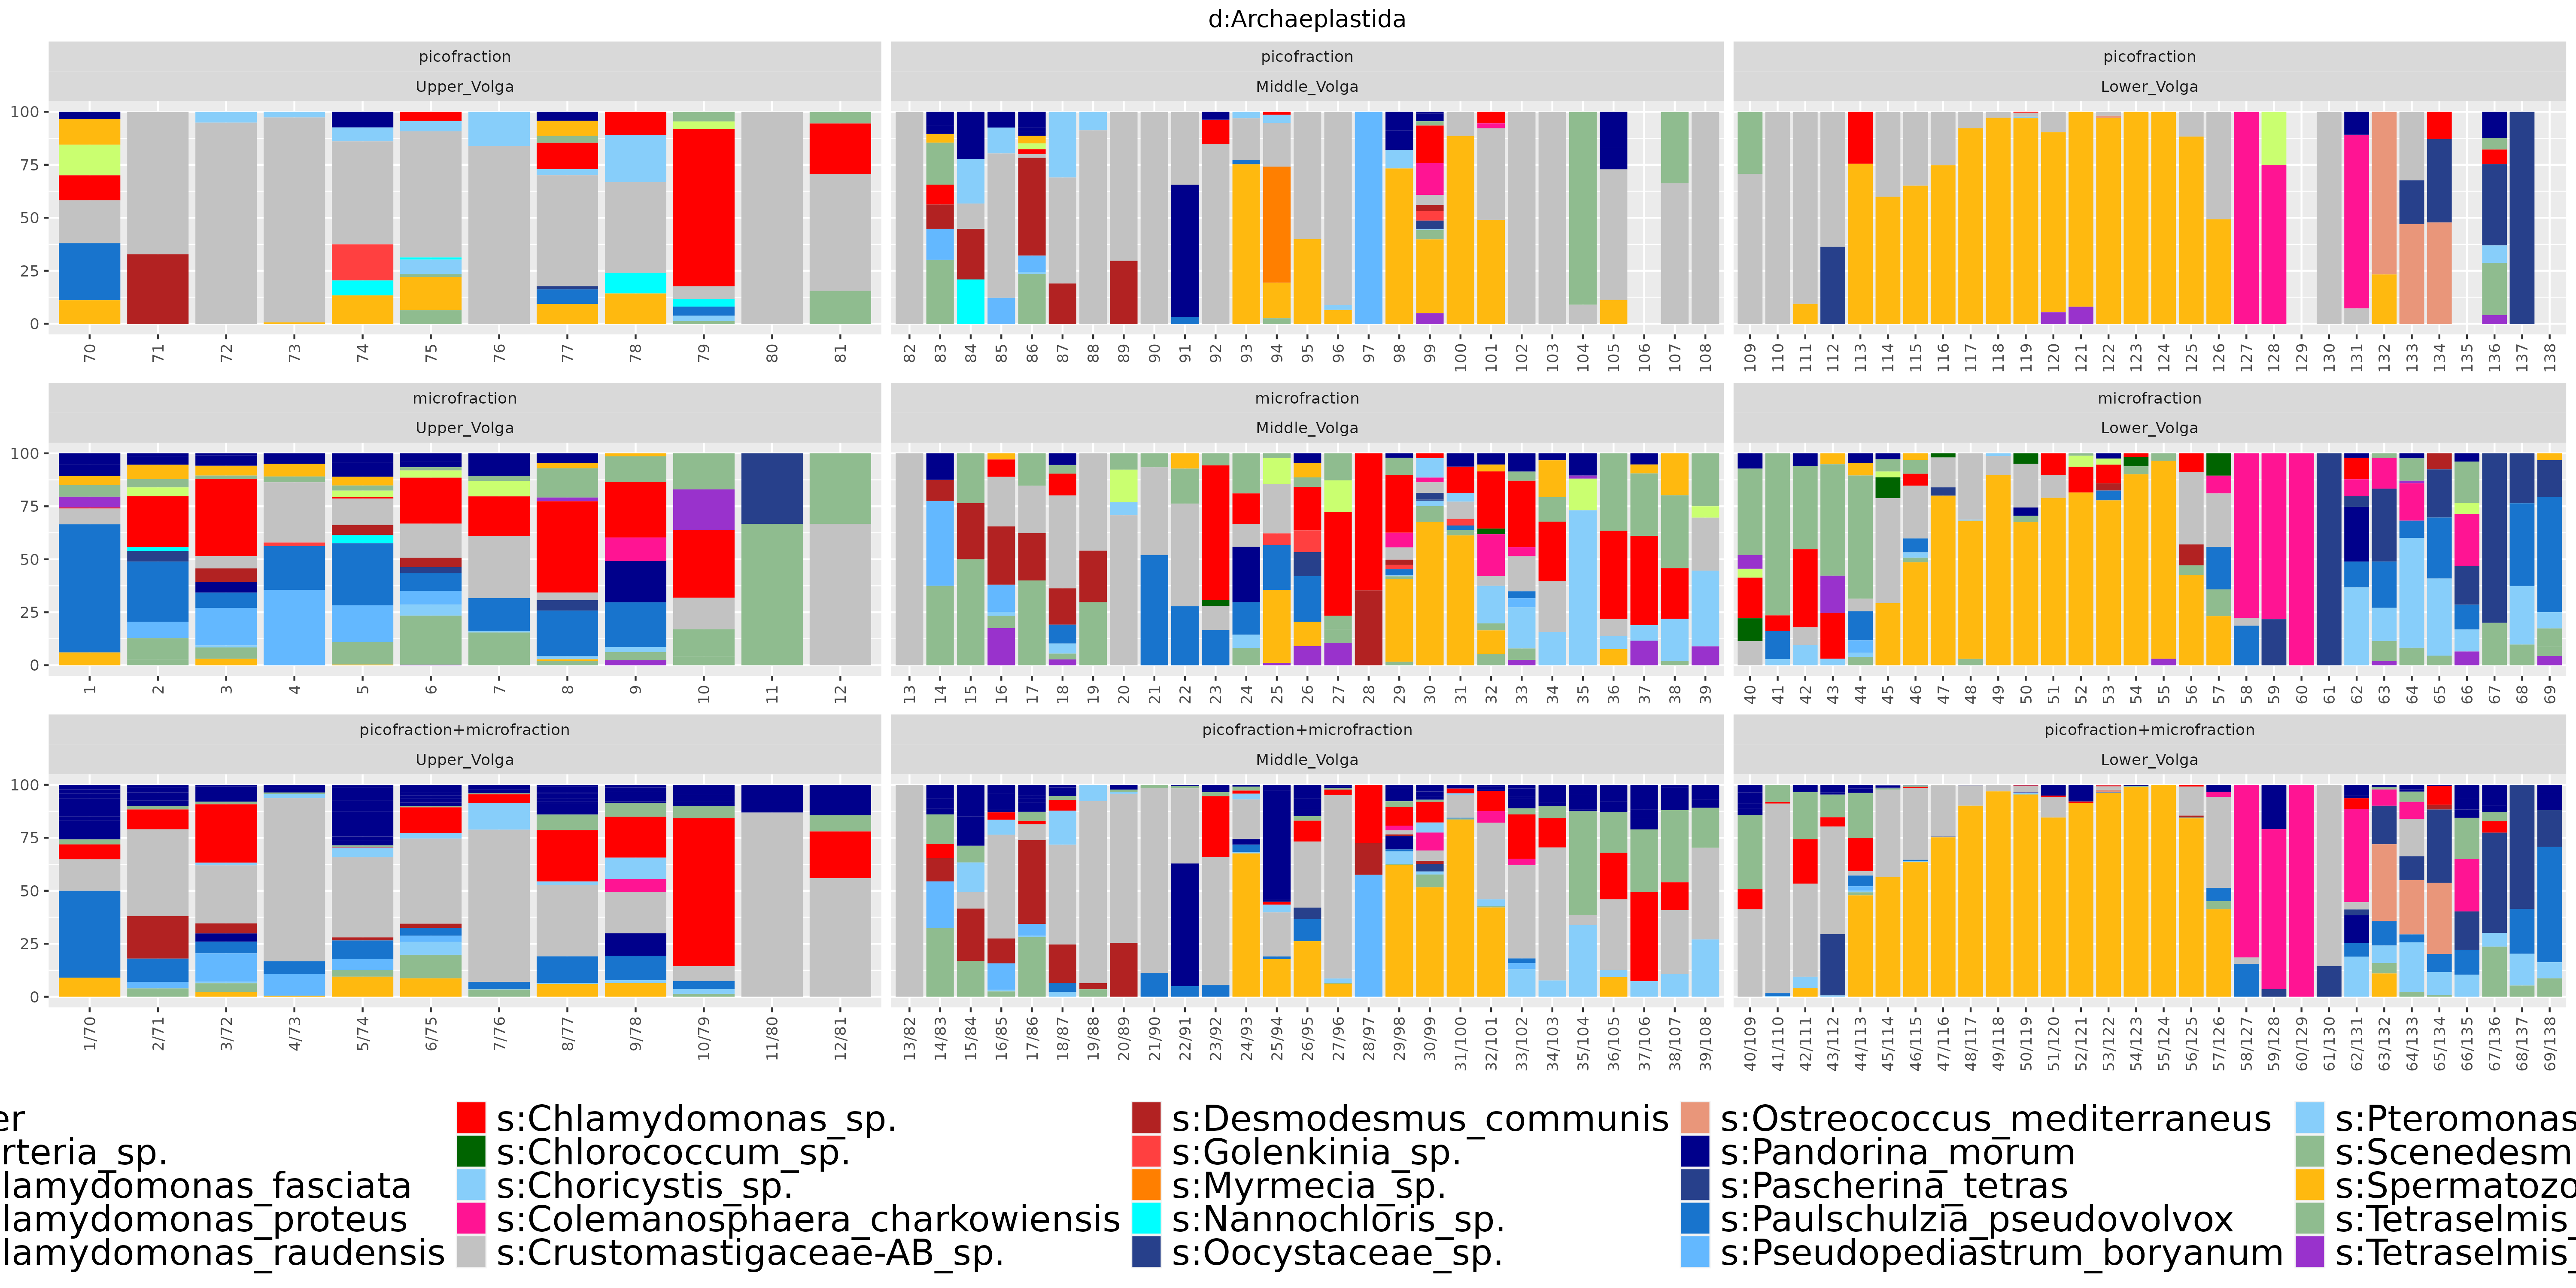 d:Archaeplastida
picofraction picofraction picofraction
Upper_Volga Middle_Volga Lower_Volga
100
75
50
25
0
70 71 72 73 74 75 76 77 78 79 80 81 82 83 84 85 86 87 88 89 90 91 92 93 94 95 96 97 98 99 100 101 102 103 104 105 106 107 108 109 110 111 112 113 114 115 116 117 118 119 120 121 122 123 124 125 126 127 128 129 130 131 132 133 134 135 136 137 138
microfraction microfraction microfraction
Upper_Volga Middle_Volga Lower_Volga
100
75
50
25
0
1 2 3 4 5 6 7 8 9 10 11 12 13 14 15 16 17 18 19 20 21 22 23 24 25 26 27 28 29 30 31 32 33 34 35 36 37 38 39 40 41 42 43 44 45 46 47 48 49 50 51 52 53 54 55 56 57 58 59 60 61 62 63 64 65 66 67 68 69
picofraction+microfraction picofraction+microfraction picofraction+microfraction
Upper_Volga Middle_Volga Lower_Volga
100
75
50
25
0
1/70 2/71 3/72 4/73 5/74 6/75 7/76 8/77 9/78 10/79 11/80 12/81 13/82 14/83 15/84 16/85 17/86 18/87 19/88 20/89 21/90 22/91 23/92 24/93 25/94 26/95 27/96 28/97 29/98 30/99 31/100 32/101 33/102 34/103 35/104 36/105 37/106 38/107 39/108 40/109 41/110 42/111 43/112 44/113 45/114 46/115 47/116 48/117 49/118 50/119 51/120 52/121 53/122 54/123 55/124 56/125 57/126 58/127 59/128 60/129 61/130 62/131 63/132 64/133 65/134 66/135 67/136 68/137 69/138
er s:Chlamydomonas_sp. s:Desmodesmus_communis s:Ostreococcus_mediterraneus s:Pteromonas
rteria_sp. s:Chlorococcum_sp. s:Golenkinia_sp. s:Pandorina_morum s:Scenedesm
lamydomonas_fasciata s:Choricystis_sp. s:Myrmecia_sp. s:Pascherina_tetras s:Spermatozo
lamydomonas_proteus s:Colemanosphaera_charkowiensis s:Nannochloris_sp. s:Paulschulzia_pseudovolvox s:Tetraselmis
lamydomonas_raudensis s:Crustomastigaceae-AB_sp. s:Oocystaceae_sp. s:Pseudopediastrum_boryanum s:Tetraselmis_